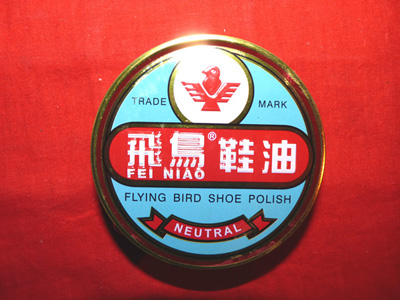 TRADE MARK
飛鳥®鞋油
FEI NIAO
FLYING BIRD SHOE POLISH
NEUTRAL